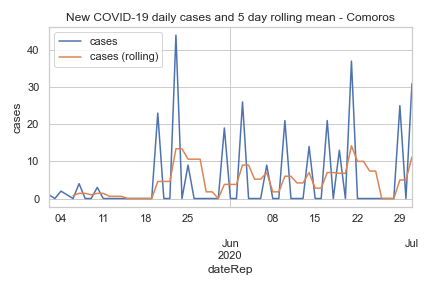 New COVID-19 daily cases and 5 day rolling mean - Comoros
cases
cases (rolling)
cases
40
30
20
10
0
04 11 18 25 08 15 22 29
Jun Jul
2020
dateRep